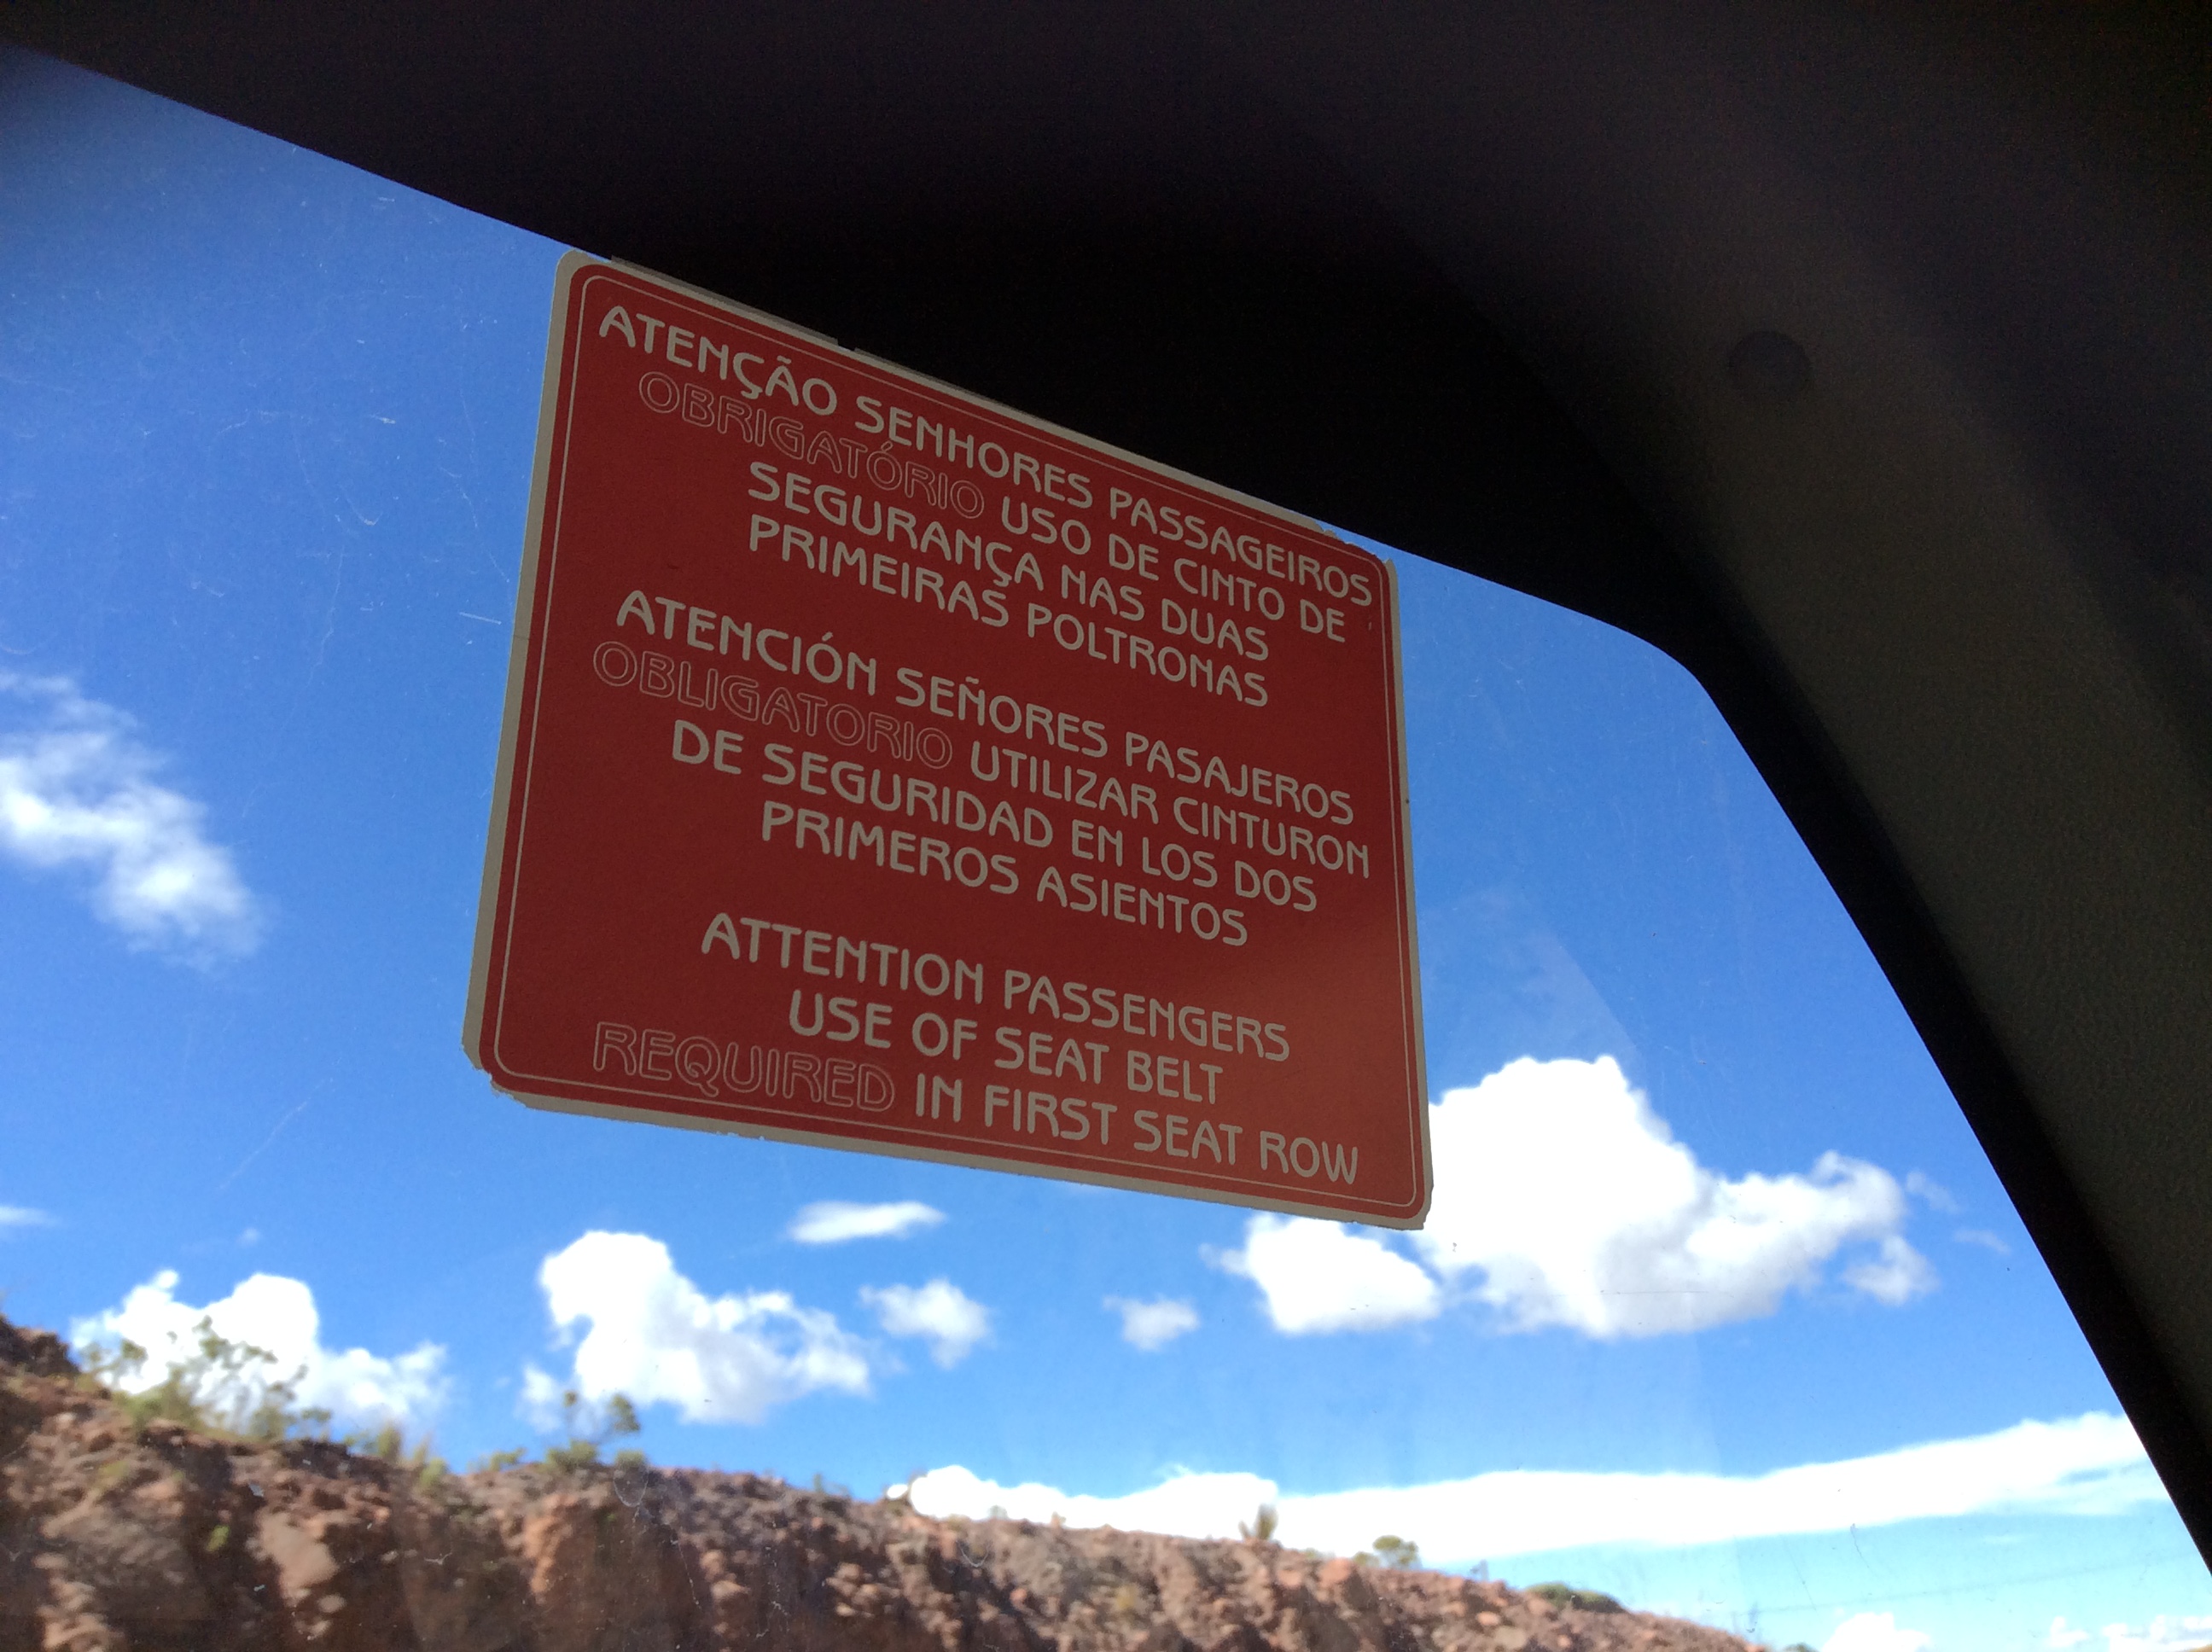 ATENÇÃO SENHORES PASSAGEIROS
OBRIGATÓRIO USO DE CINTO DE
SEGURANÇA NAS DUAS
PRIMEIRAS POLTRONAS
ATENCIÓN SEÑORES PASAJEROS
OBLIGATORIO UTILIZAR CINTURON
DE SEGURIDAD EN LOS DOS
PRIMEROS ASIENTOS
ATTENTION PASSENGERS
USE OF SEAT BELT
REQUIRED IN FIRST SEAT ROW